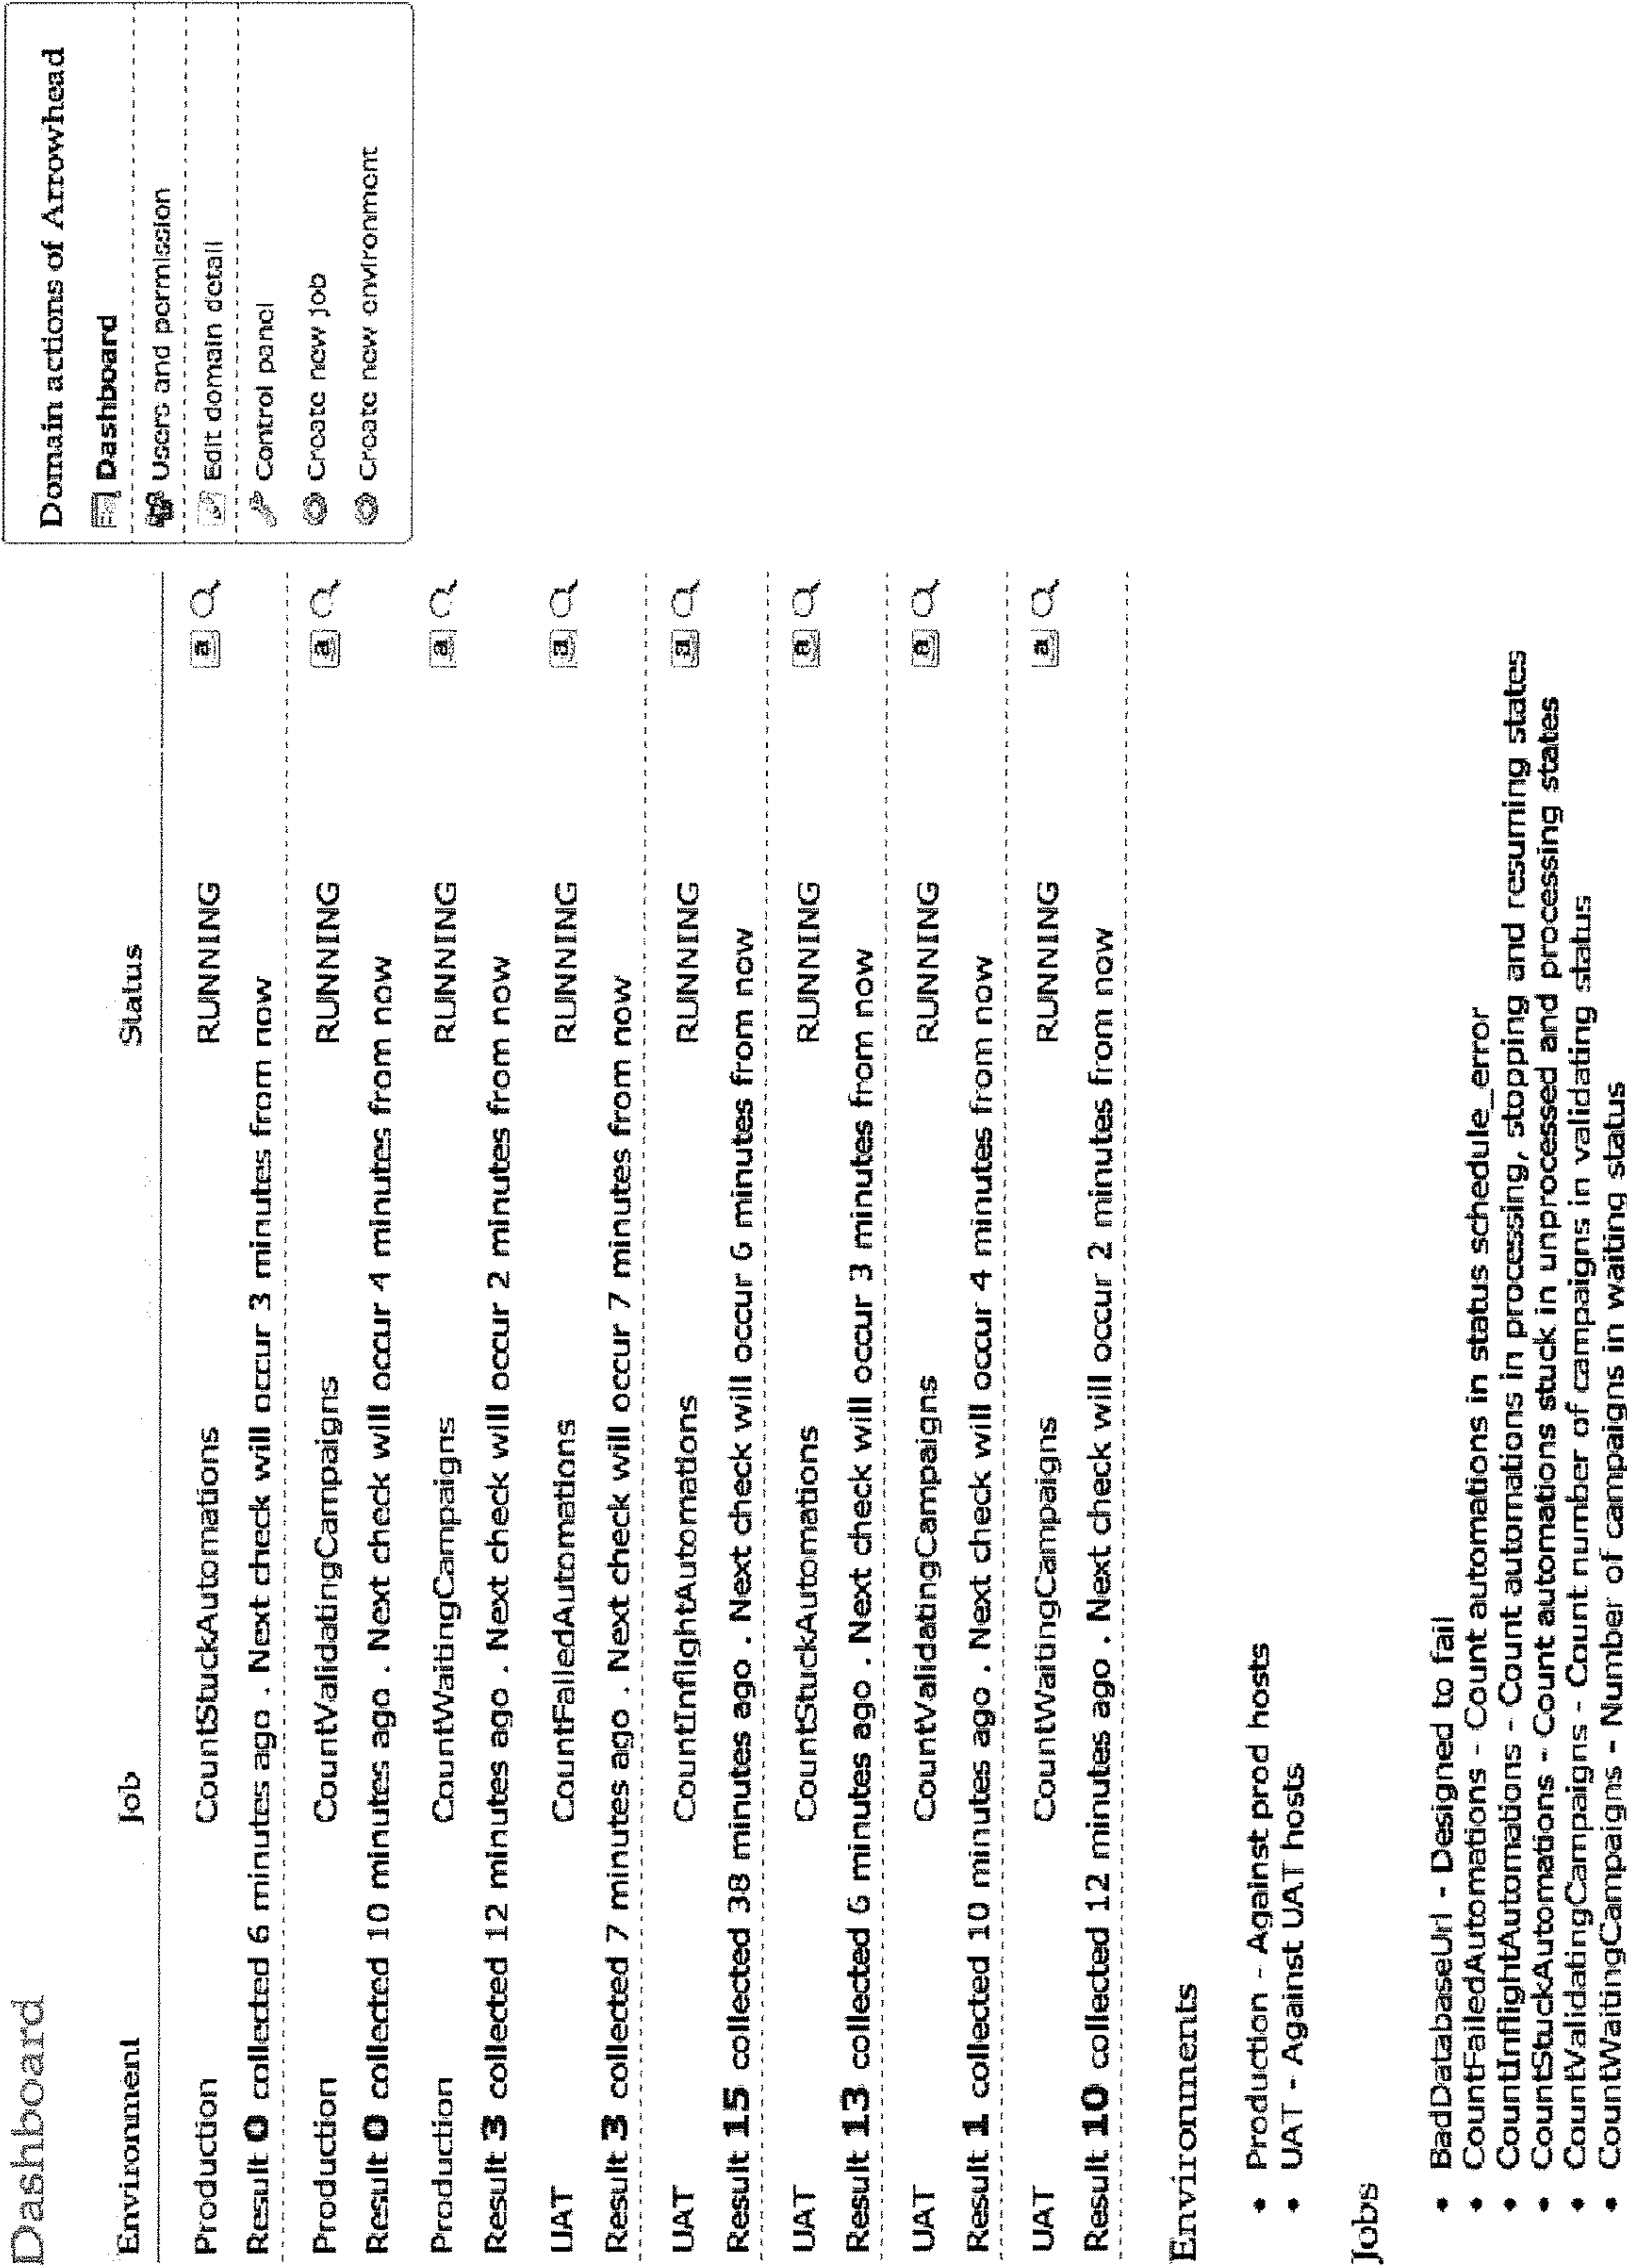 Dashboard
Environment Job Status
Production CountStuckAutomations RUNNING a
Result 0 collected 6 minutes ago . Next check will occur 3 minutes from now
Production CountValidatingCampaigns RUNNING a
Result 0 collected 10 minutes ago . Next check will occur 4 minutes from now
Production CountWaitingCampaigns RUNNING a
Result 3 collected 12 minutes ago . Next check will occur 2 minutes from now
UAT CountFailedAutomations RUNNING a
Result 3 collected 7 minutes ago . Next check will occur 7 minutes from now
UAT CountInflightAutomations RUNNING a
Result 15 collected 38 minutes ago . Next check will occur 6 minutes from now
UAT CountStuckAutomations RUNNING a
Result 13 collected 6 minutes ago . Next check will occur 3 minutes from now
UAT CountValidatingCampaigns RUNNING a
Result 1 collected 10 minutes ago . Next check will occur 4 minutes from now
UAT CountWaitingCampaigns RUNNING a
Result 10 collected 12 minutes ago . Next check will occur 2 minutes from now
Environments
• Production - Against prod hosts
• UAT - Against UAT hosts
Jobs
• BadDatabaseUrl - Designed to fail
• CountFailedAutomations - Count automations in status schedule_error
• CountInflightAutomations - Count automations in processing, stopping and resuming states
• CountStuckAutomations - Count automations stuck in unprocessed and processing states
• CountValidatingCampaigns - Count number of campaigns in validating status
• CountWaitingCampaigns - Number of campaigns in waiting status
Domain actions of Arrowhead
Dashboard
Users and permission
Edit domain detail
Control panel
Create new job
Create new environment